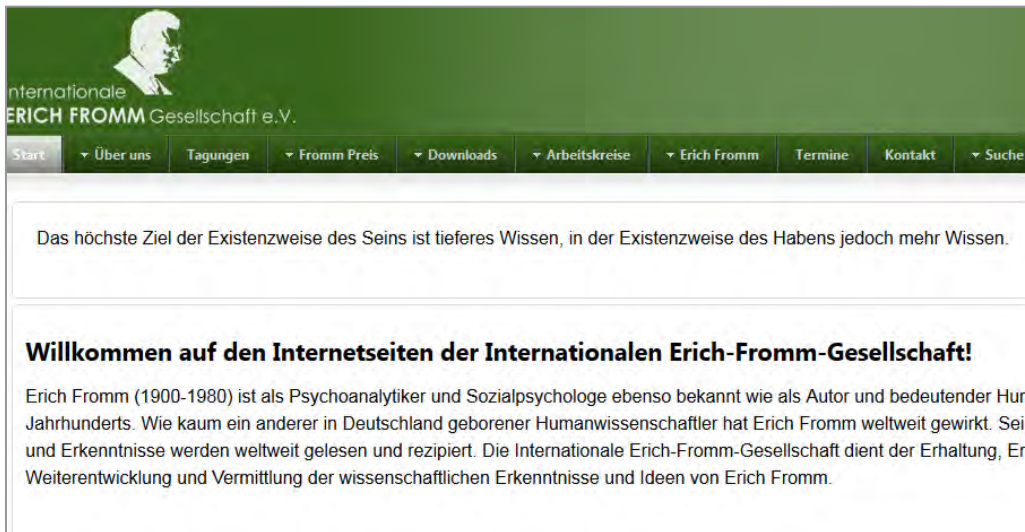 nternationale
ERICH FROMM Gesellschaft e.V.
Start Über uns Tagungen Fromm Preis Downloads Arbeitskreise Erich Fromm Termine Kontakt Suche
Das höchste Ziel der Existenzweise des Seins ist tieferes Wissen, in der Existenzweise des Habens jedoch mehr Wissen.
Willkommen auf den Internetseiten der Internationalen Erich-Fromm-Gesellschaft!
Erich Fromm (1900-1980) ist als Psychoanalytiker und Sozialpsychologe ebenso bekannt wie als Autor und bedeutender Hur
Jahrhunderts. Wie kaum ein anderer in Deutschland geborener Humanwissenschaftler hat Erich Fromm weltweit gewirkt. Sei
und Erkenntnisse werden weltweit gelesen und rezipiert. Die Internationale Erich-Fromm-Gesellschaft dient der Erhaltung, Er
Weiterentwicklung und Vermittlung der wissenschaftlichen Erkenntnisse und Ideen von Erich Fromm.